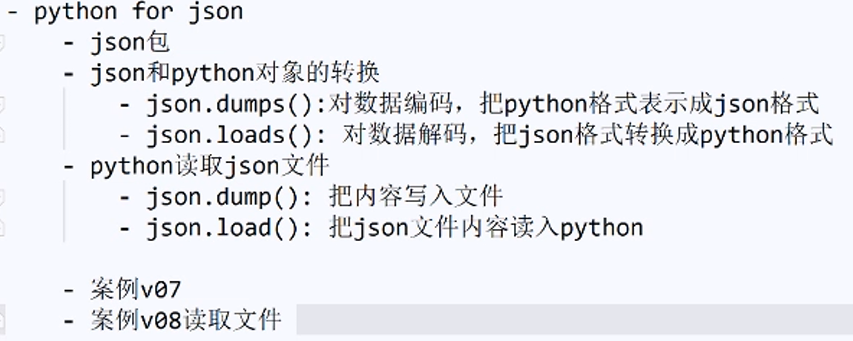 - python for json
- json包
- json和python对象的转换
- json.dumps():对数据编码，把python格式表示成json格式
- json.loads(): 对数据解码，把json格式转换成python格式
- python读取json文件
- json.dump(): 把内容写入文件
- json.load(): 把json文件内容读入python
- 案例v07
- 案例v08读取文件